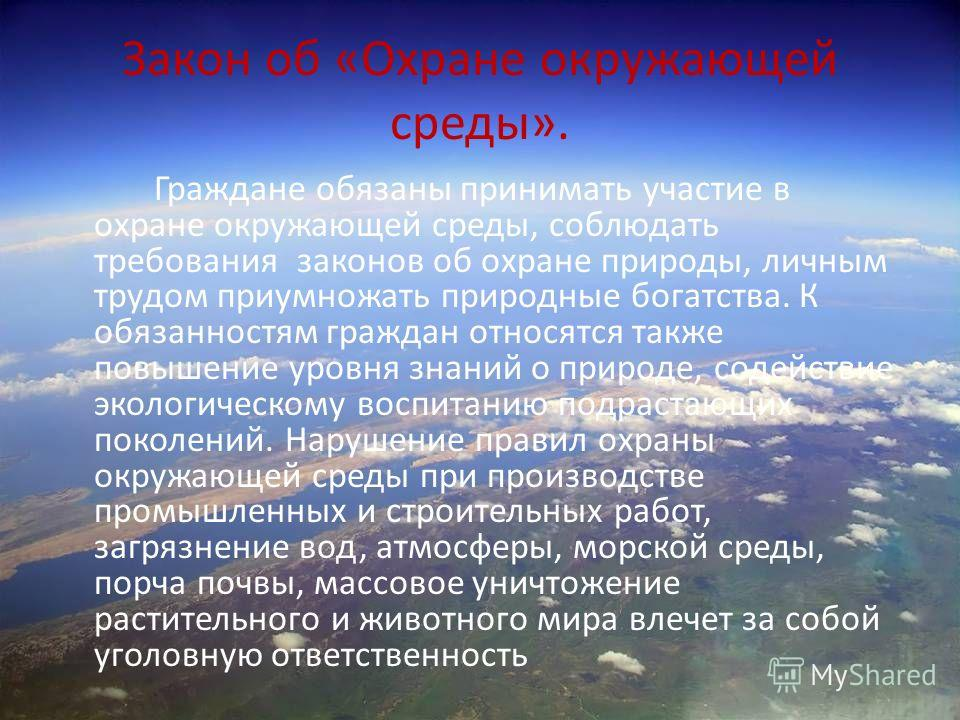 Закон об «Охране окружающей
среды».
Граждане обязаны принимать участие в
охране окружающей среды, соблюдать
требования законов об охране природы, личным
трудом приумножать природные богатства. К
обязанностям граждан относятся также
повышение уровня знаний о природе, содействие
экологическому воспитанию подрастающих
поколений. Нарушение правил охраны
окружающей среды при производстве
промышленных и строительных работ,
загрязнение вод, атмосферы, морской среды,
порча почвы, массовое уничтожение
растительного и животного мира влечет за собой
уголовную ответственность
MyShared